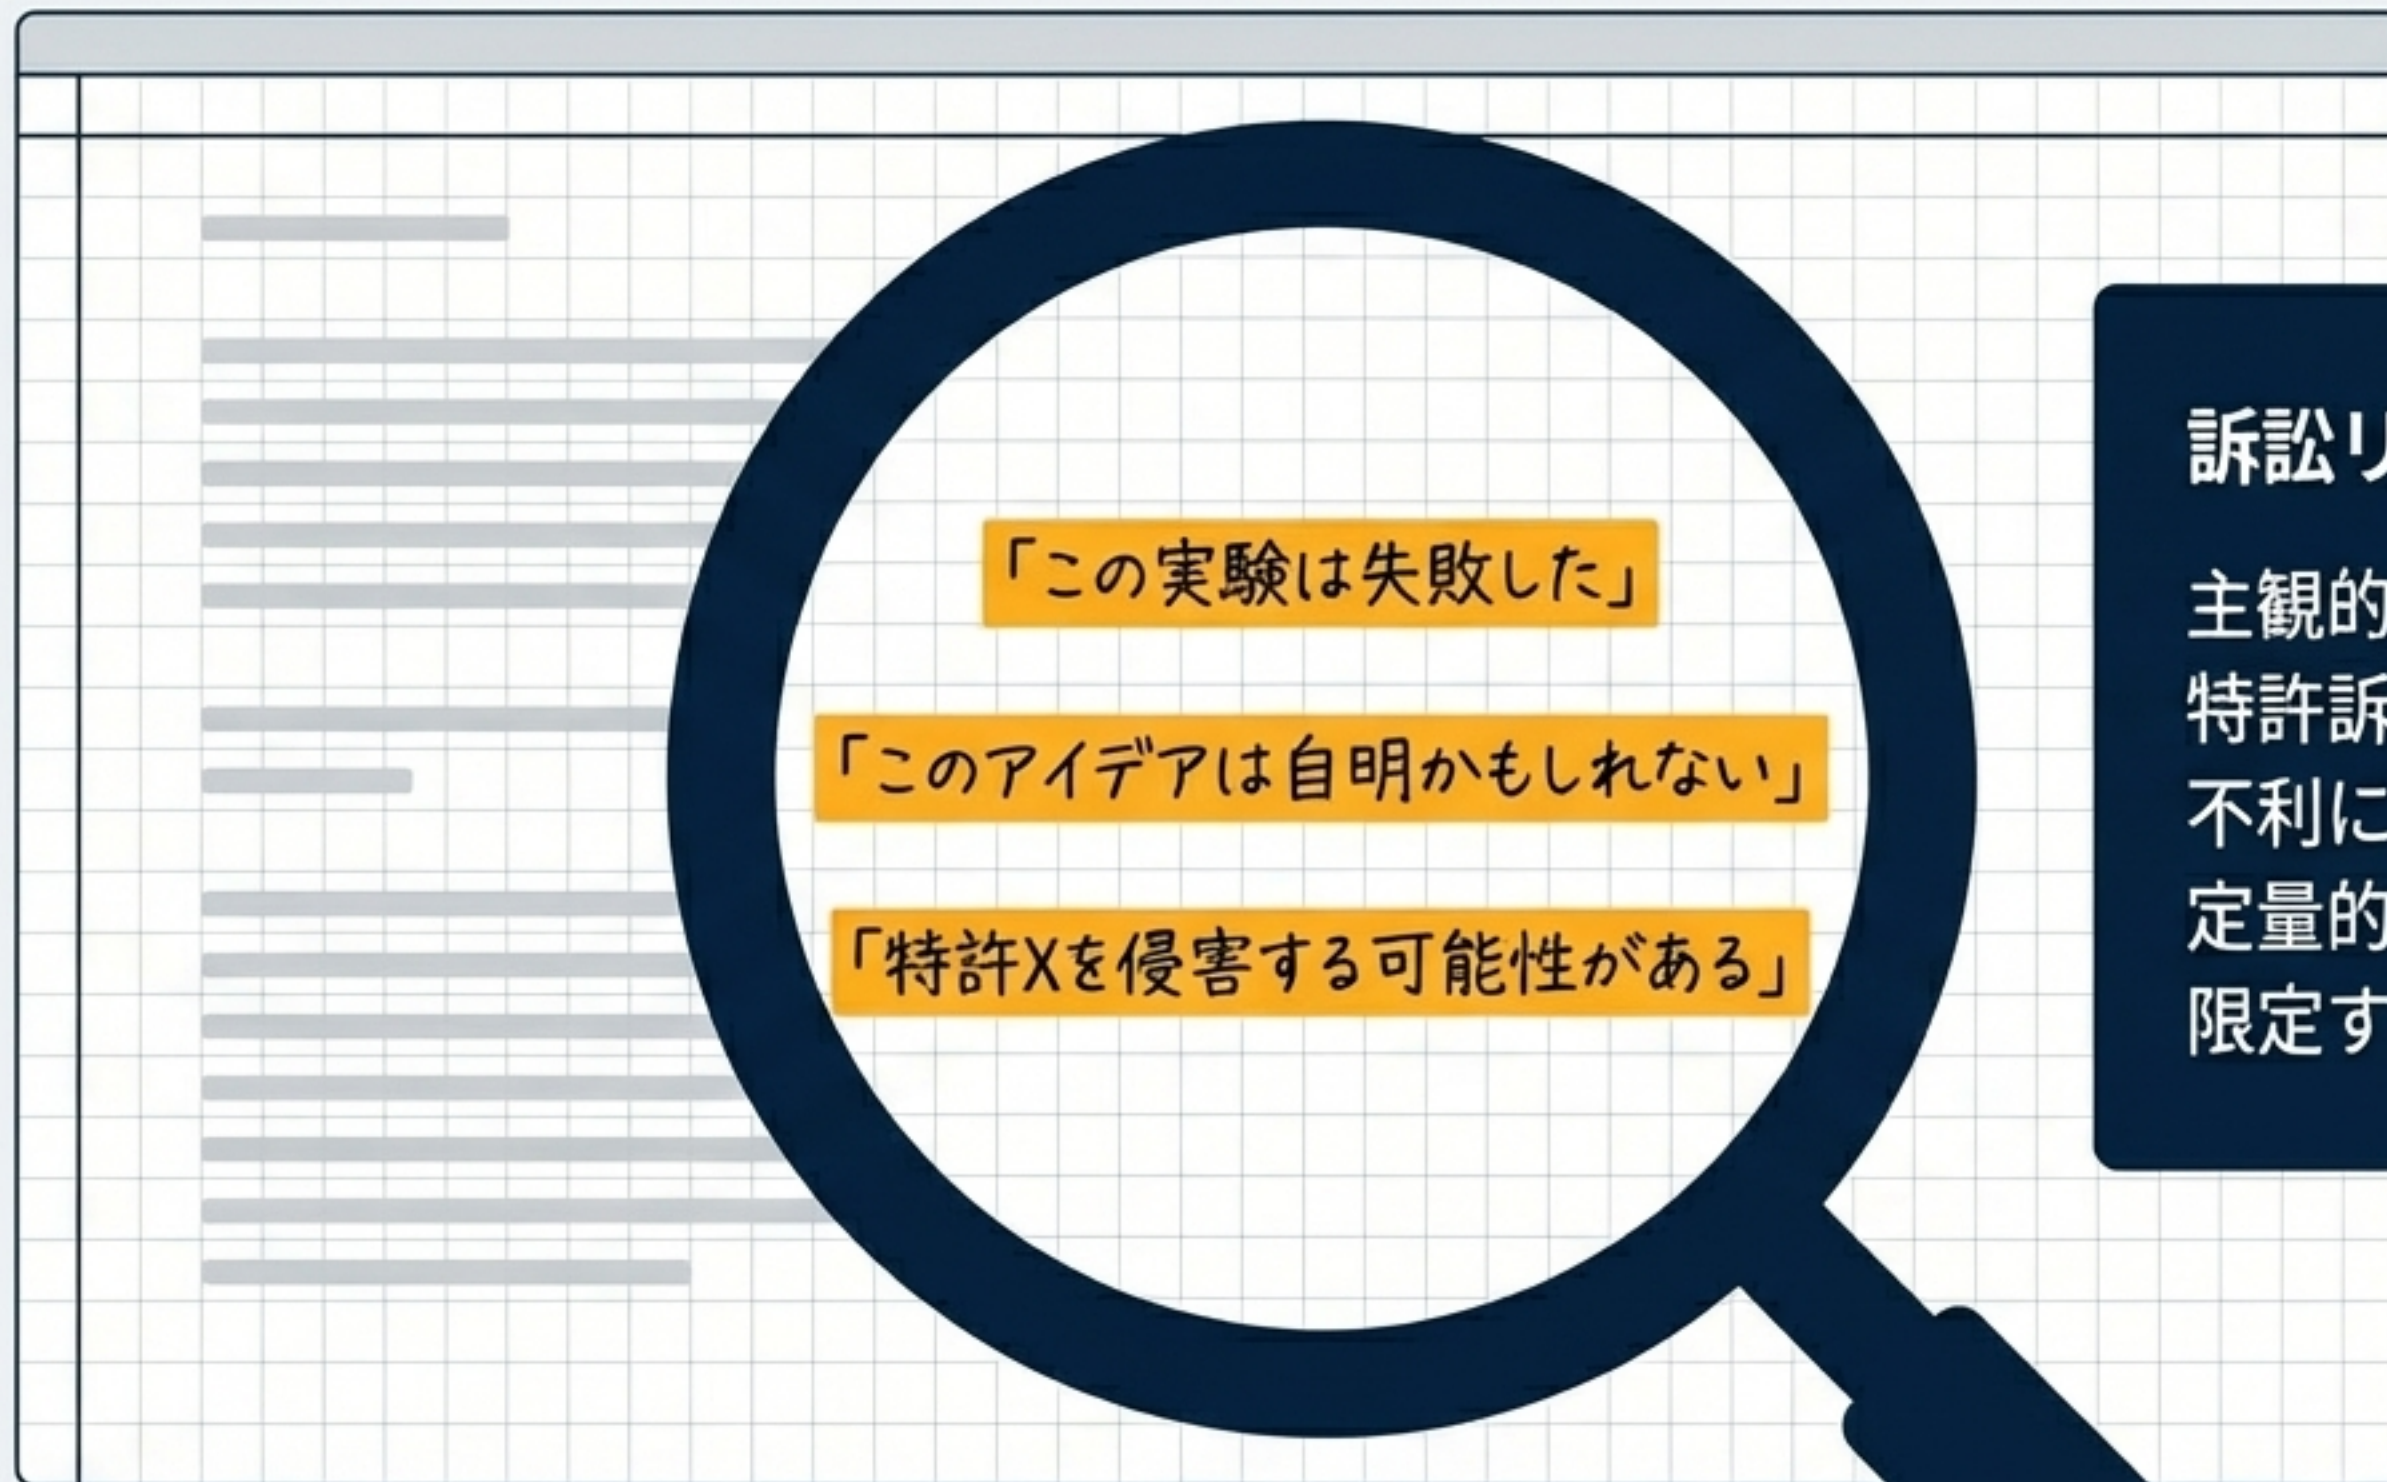 「この実験は失敗した」
「このアイデアは自明かもしれない」
「特許Xを侵害する可能性がある」
訴訟リ
主観的
特許訴
不利に
定量的
限定す